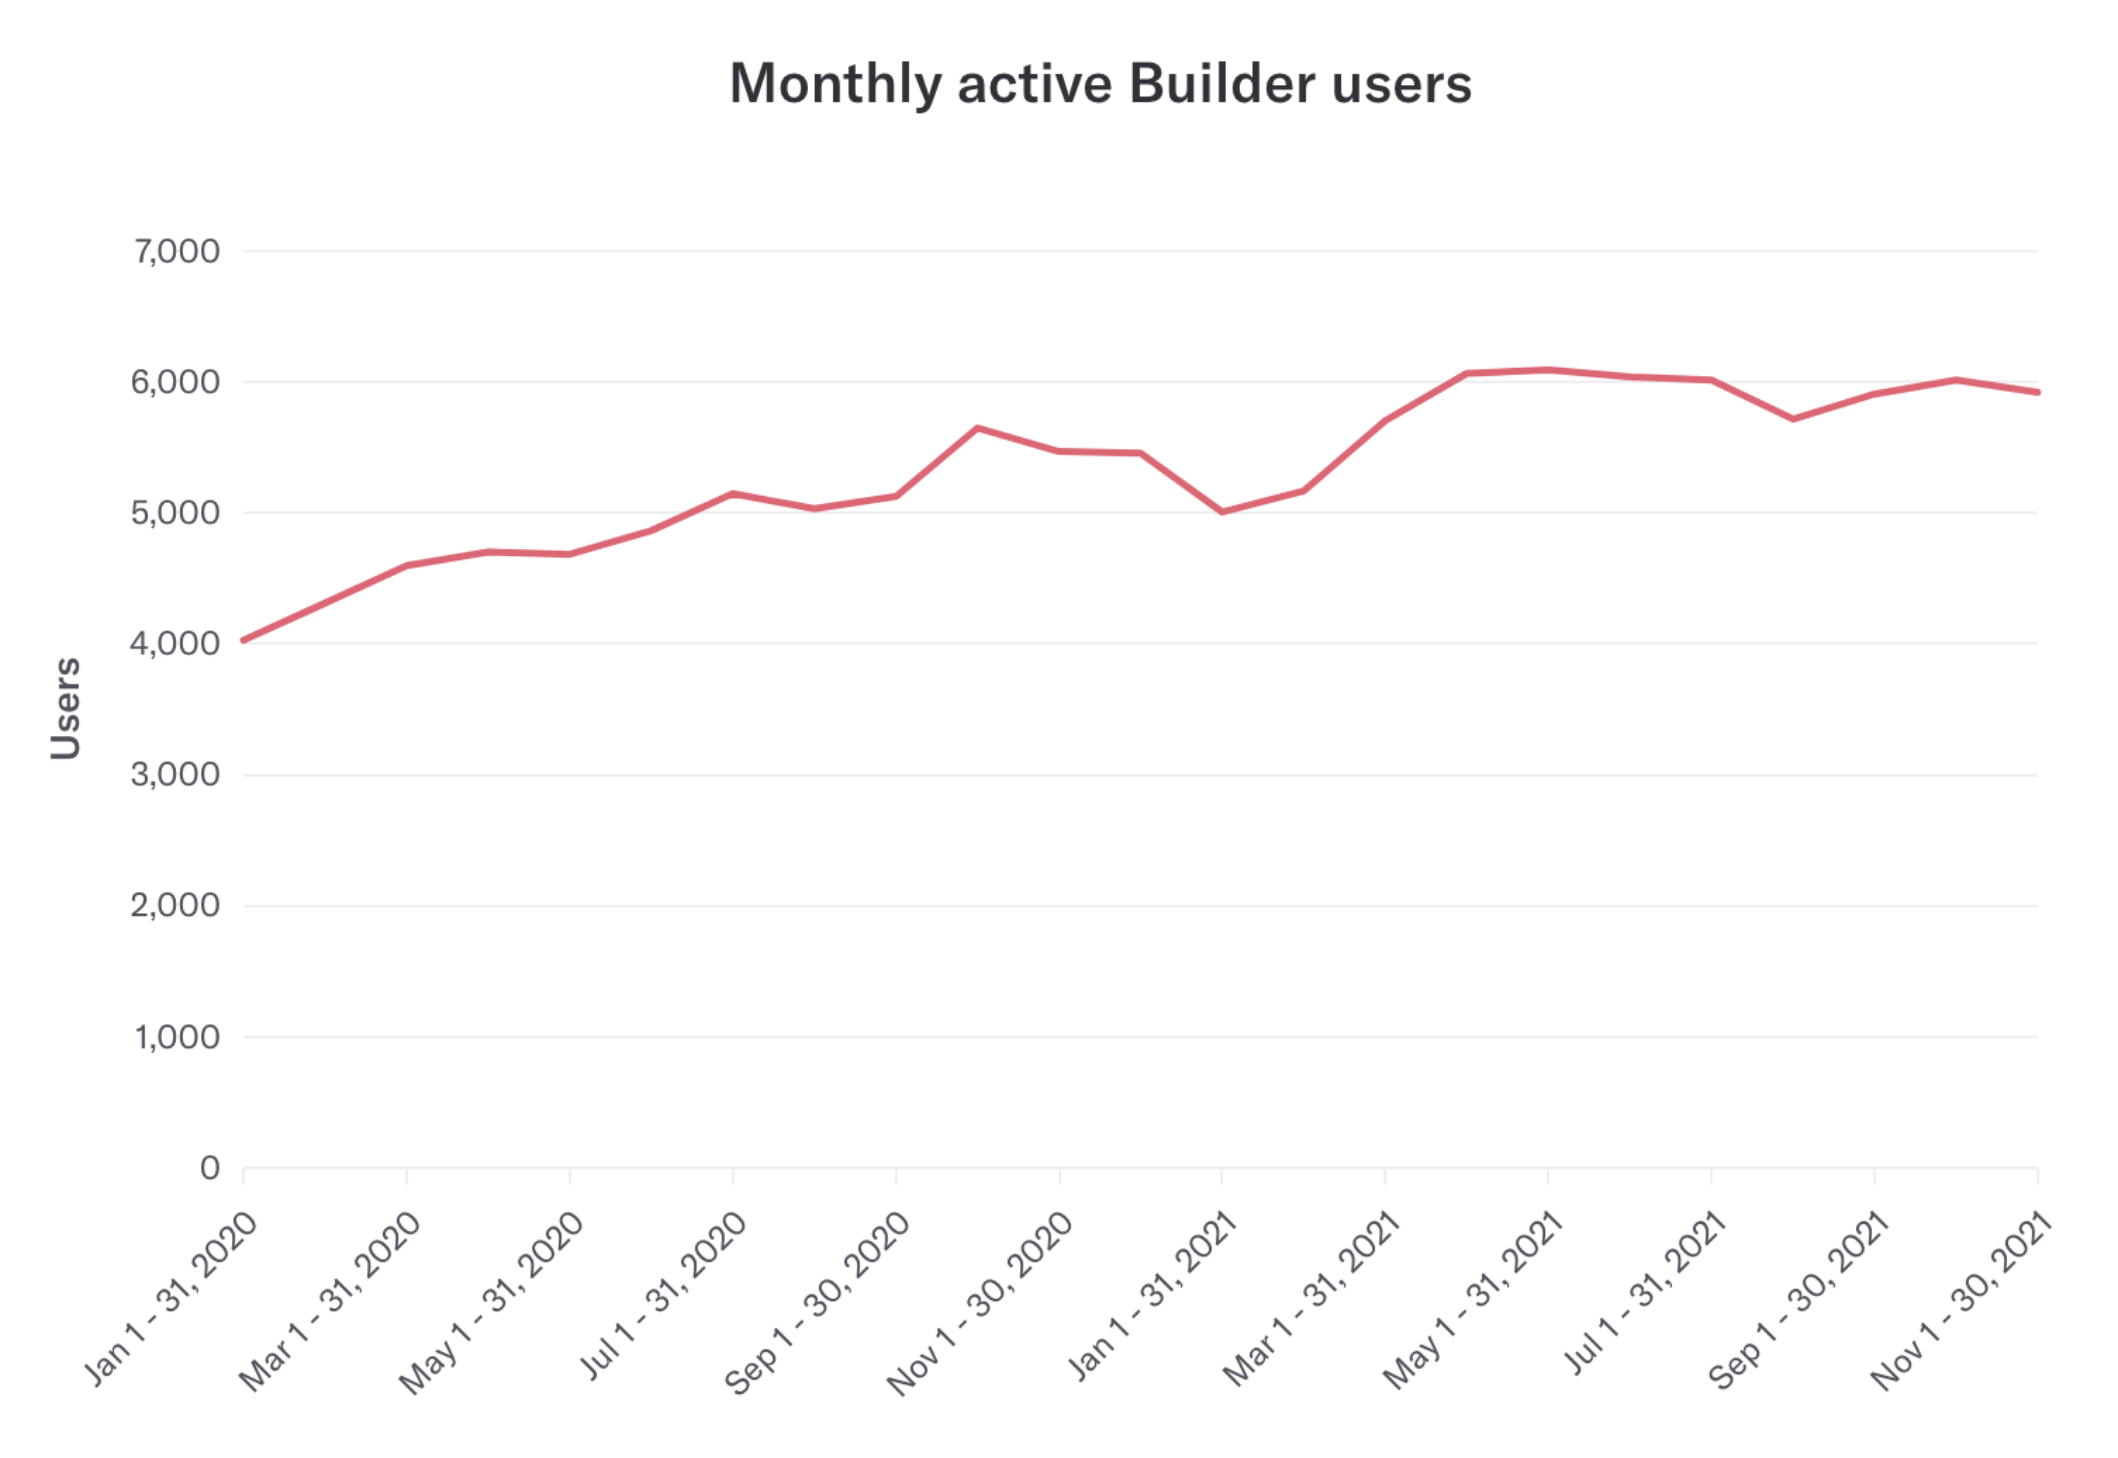 Monthly active Builder users
Users
7,000
6,000
5,000
4,000
3,000
2,000
1,000
0
Jan 1 - 31, 2020
Mar 1 - 31, 2020
May 1 - 31, 2020
Jul 1 - 31, 2020
Sep 1 - 30, 2020
Nov 1 - 30, 2020
Jan 1 - 31, 2021
Mar 1 - 31, 2021
May 1 - 31, 2021
Jul 1 - 31, 2021
Sep 1 - 30, 2021
Nov 1 - 30, 2021